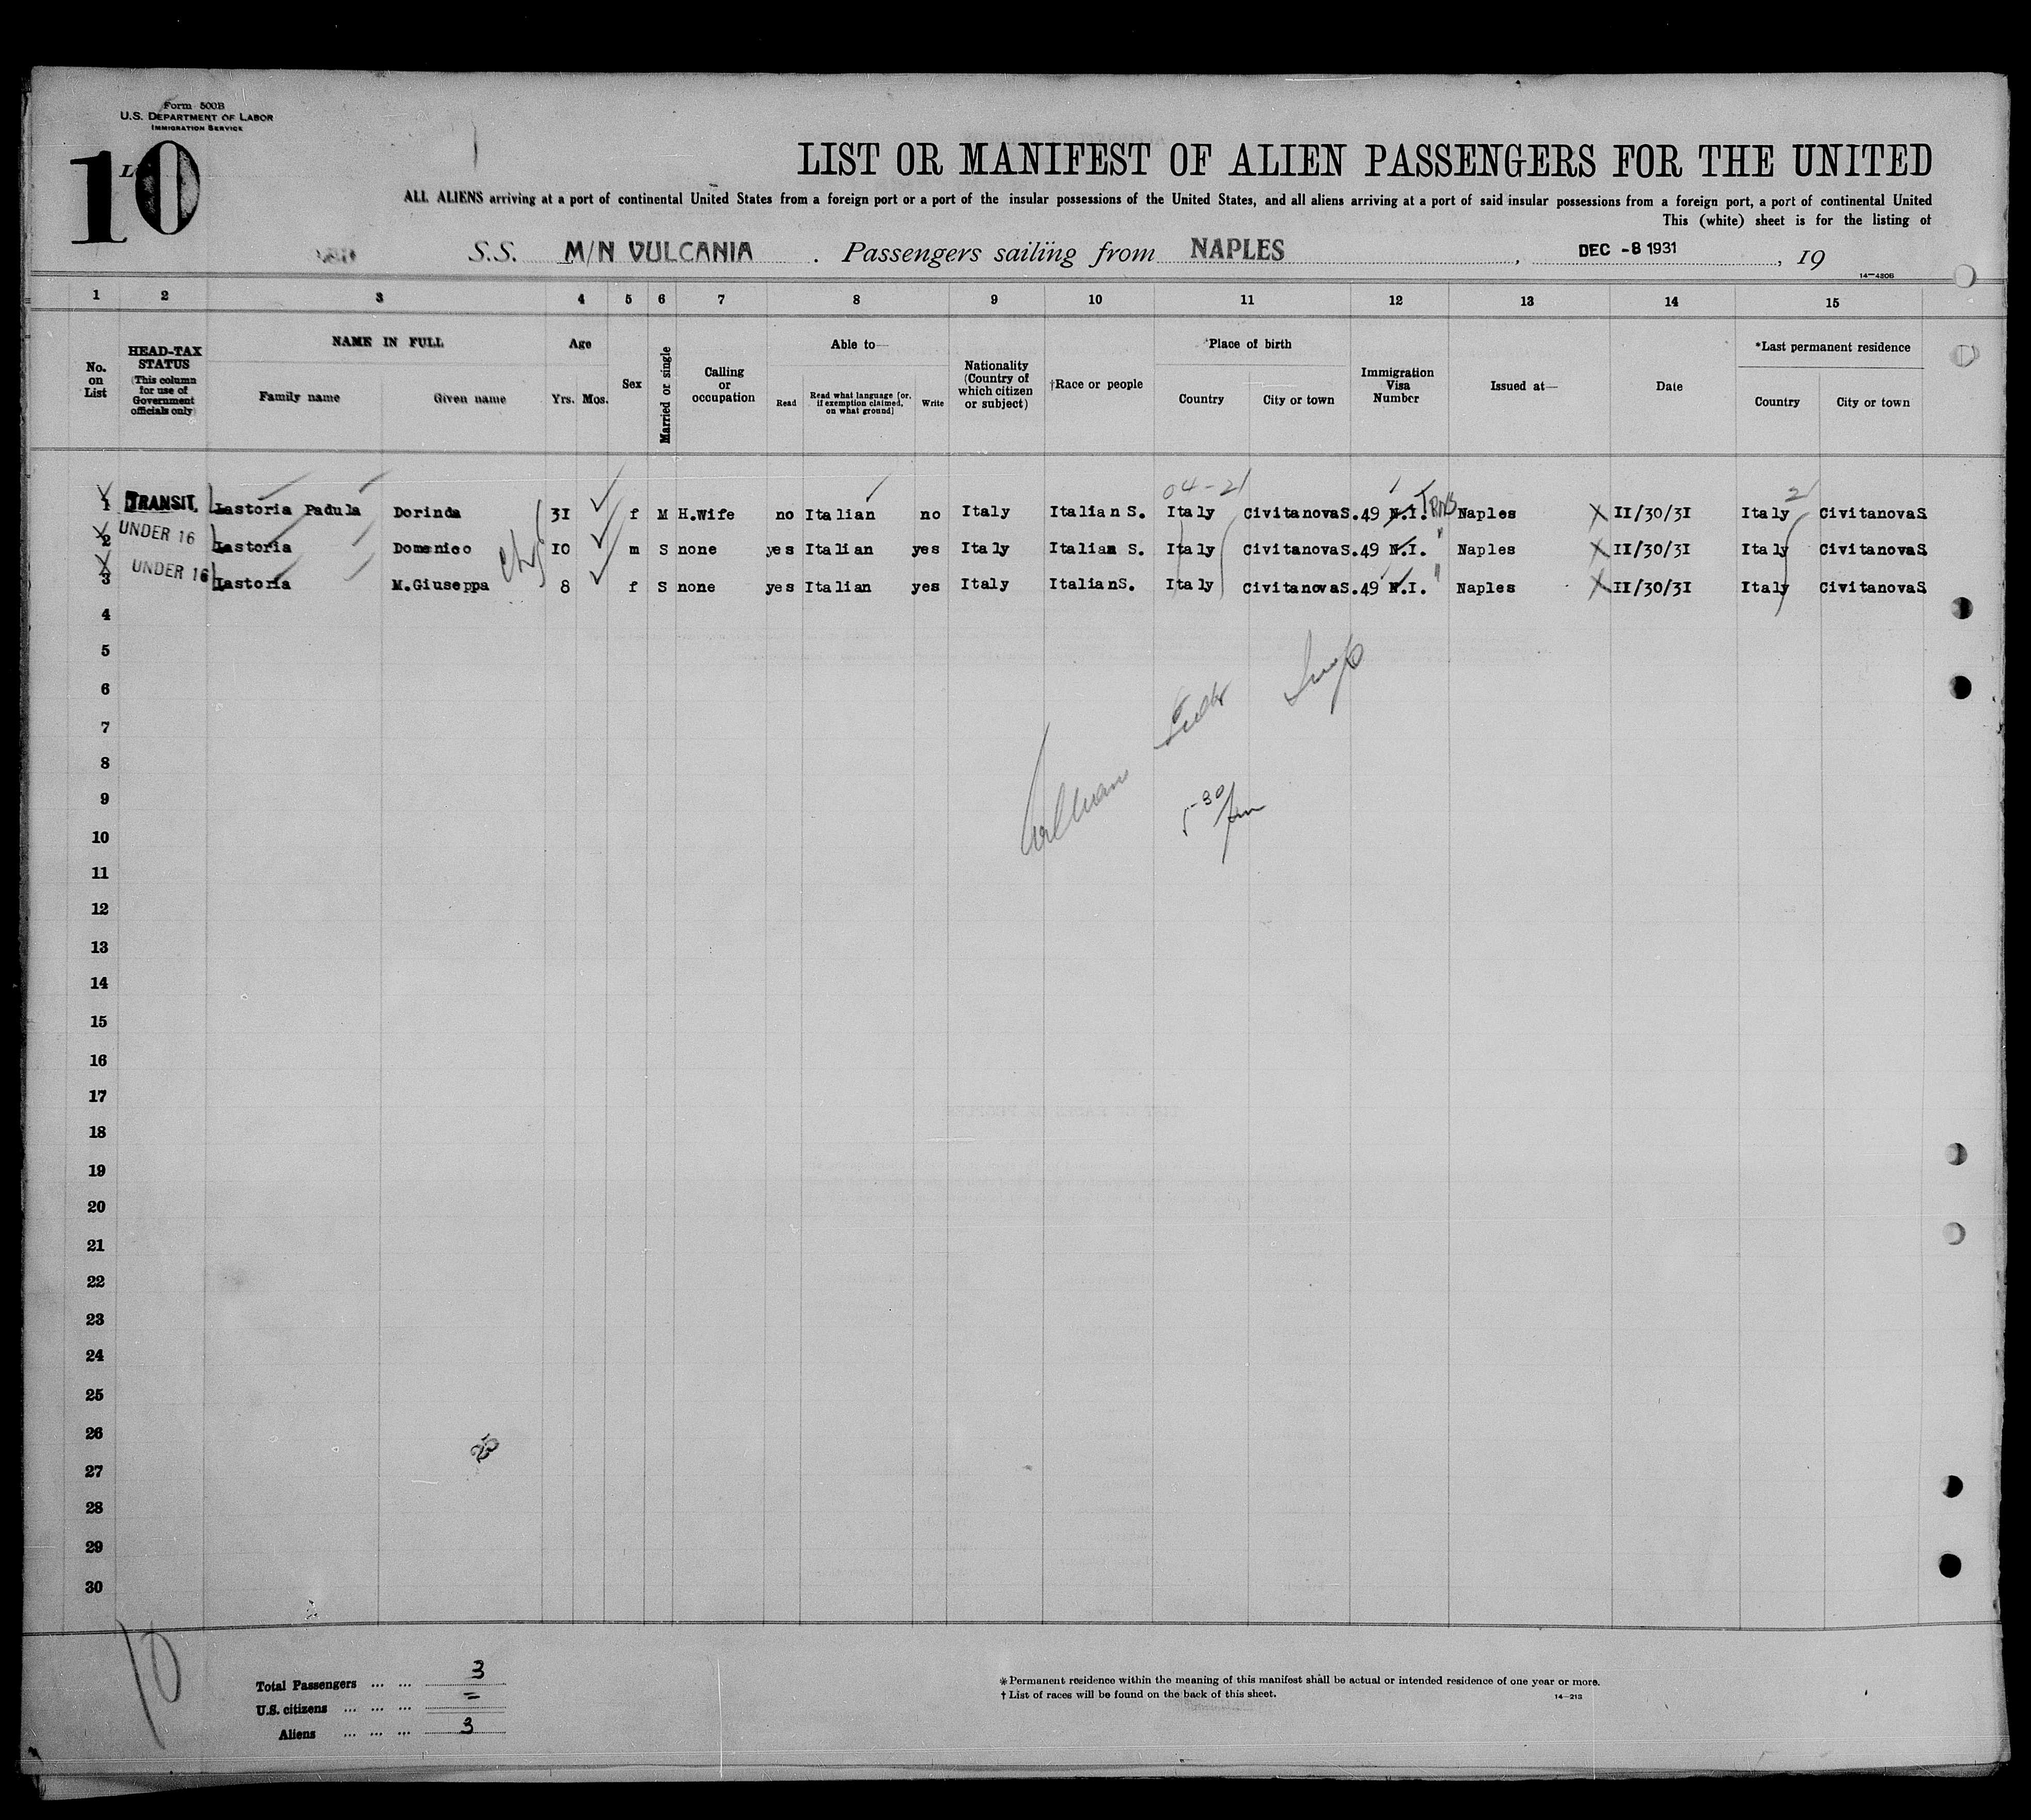 Form 500B
U.S. DEPARTMENT OF LABOR
IMMIGRATION SERVICE
10
LIST OR MANIFEST OF ALIEN PASSENGERS FOR THE UNITED
ALL ALIENS arriving at a port of continental United States from a foreign port or a port of the insular possessions of the United States, and all aliens arriving at a port of said insular possessions from a foreign port, a port of continental United
This (white) sheet is for the listing of
S.S. M/N VULCANIA . Passengers sailing from NAPLES , DEC -8 1931 , 19
14—430B
1 2 3 4 5 6 7 8 9 10 11 12 13 14 15
No. on List
HEAD-TAX STATUS (This column for use of Government officials only)
NAME IN FULL
Family name Given name
Age
Yrs. Mos.
Sex
Married or single
Calling or occupation
Able to—
Read Read what language [or, if exemption claimed, on what ground] Write
Nationality (Country of which citizen or subject)
†Race or people
*Place of birth
Country City or town
Immigration Visa Number
Issued at—
Date
*Last permanent residence
Country City or town
04-21 2
1 TRANSIT. Lastoria Padula Dorinda 31 f M H.Wife no Italian no Italy Italian S. Italy CivitanovaS. 49 N.I. TRNS Naples II/30/31 Italy CivitanovaS
2 UNDER 16 Lastoria Domenico 10 m S none yes Italian yes Italy Italian S. Italy CivitanovaS. 49 N.I. " Naples II/30/31 Italy CivitanovaS
3 UNDER 16 Lastoria M.Giuseppa 8 f S none yes Italian yes Italy ItalianS. Italy CivitanovaS. 49 N.I. " Naples II/30/31 Italy CivitanovaS
4
5
6
7
8
9
5-30 pm
10
11
12
13
14
15
16
17
18
19
20
21
22
23
24
25
26
27
28
29
30
10
Total Passengers ... ... 3
U.S. citizens ... ... ... =
Aliens ... ... ... 3
* Permanent residence within the meaning of this manifest shall be actual or intended residence of one year or more.
† List of races will be found on the back of this sheet.
14—213